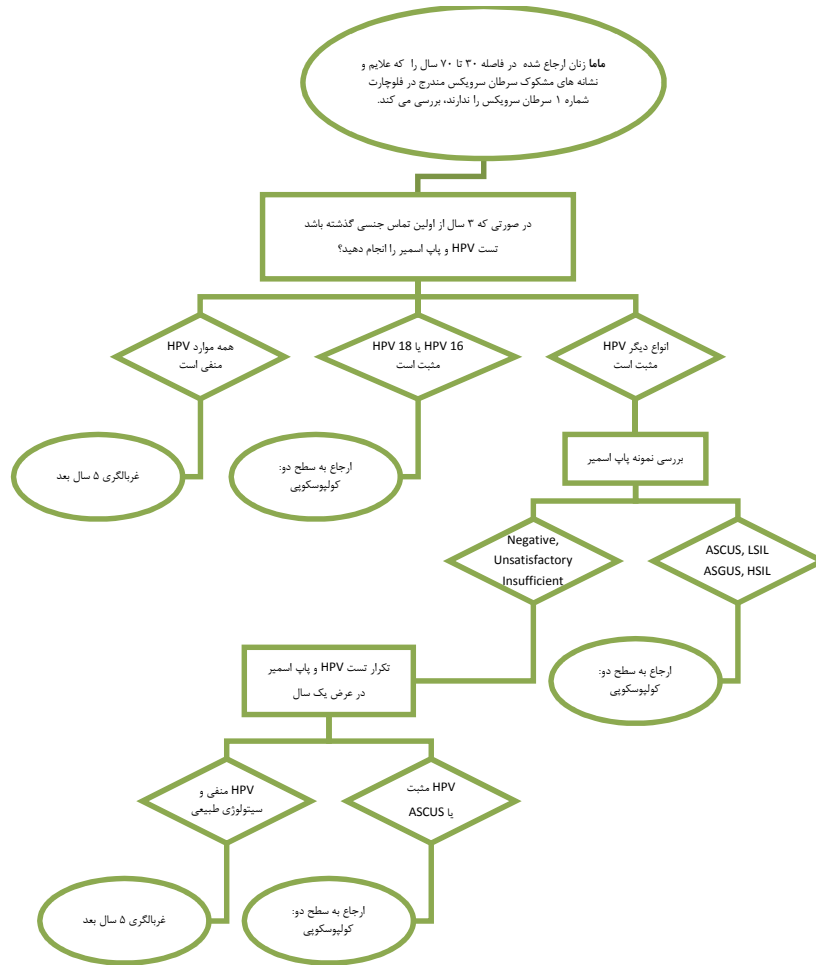 ماما زنان ارجاع شده در فاصله ۳۰ تا ۷۰ سال را که علایم و
نشانه های مشکوک سرطان سرویکس مندرج در فلوچارت
شماره ۱ سرطان سرویکس را ندارند، بررسی می کند.
در صورتی که ۳ سال از اولین تماس جنسی گذشته باشد
تست HPV و پاپ اسمیر را انجام دهید؟
انواع دیگر HPV
مثبت است
HPV 16 یا HPV 18
مثبت است
همه موارد HPV
منفی است
بررسی نمونه پاپ اسمیر
ارجاع به سطح دو:
کولپوسکوپی
غربالگری ۵ سال بعد
ASCUS, LSIL
ASGUS, HSIL
Negative,
Unsatisfactory
Insufficient
ارجاع به سطح دو:
کولپوسکوپی
تکرار تست HPV و پاپ اسمیر
در عرض یک سال
HPV مثبت
یا ASCUS
HPV منفی و
سیتولوژی طبیعی
ارجاع به سطح دو:
کولپوسکوپی
غربالگری ۵ سال بعد